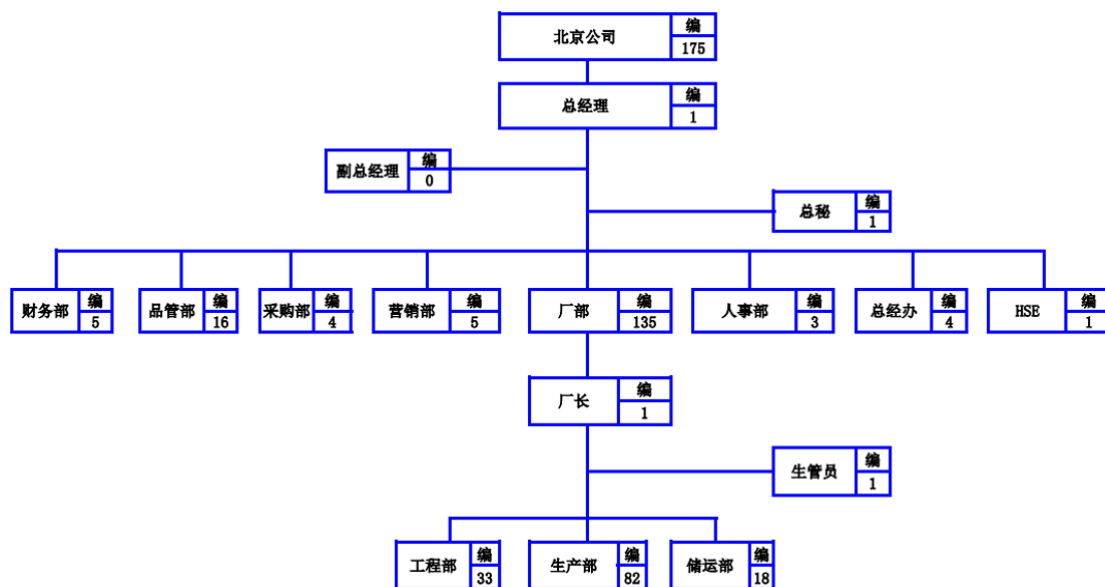 北京公司 编 175
总经理 编 1
副总经理 编 0
总秘 编 1
财务部 编 5
品管部 编 16
采购部 编 4
营销部 编 5
厂部 编 135
人事部 编 3
总经办 编 4
HSE 编 1
厂长 编 1
生管员 编 1
工程部 编 33
生产部 编 82
储运部 编 18